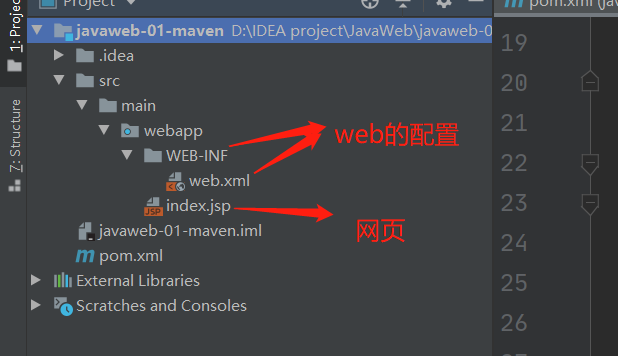 Project
pom.xml (jav
1: Project
Z: Structure
javaweb-01-maven D:\IDEA project\JavaWeb\javaweb-0
.idea
src
main
webapp
WEB-INF
web.xml
index.jsp
javaweb-01-maven.iml
pom.xml
External Libraries
Scratches and Consoles
web的配置
网页
19
20
21
22
23
24
25
26